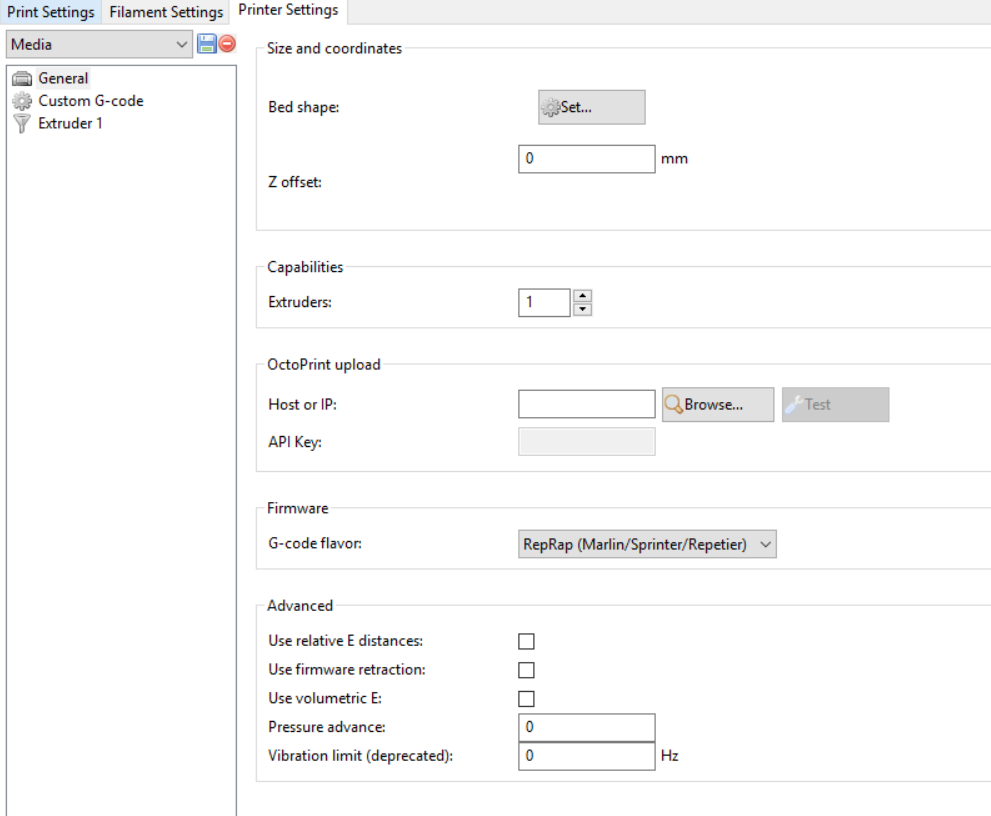 Print Settings Filament Settings Printer Settings
Media
General
Custom G-code
Extruder 1
Size and coordinates
Bed shape: Set...
0 mm
Z offset:
Capabilities
Extruders: 1
OctoPrint upload
Host or IP: Browse... Test
API Key:
Firmware
G-code flavor: RepRap (Marlin/Sprinter/Repetier)
Advanced
Use relative E distances:
Use firmware retraction:
Use volumetric E:
Pressure advance: 0
Vibration limit (deprecated): 0 Hz